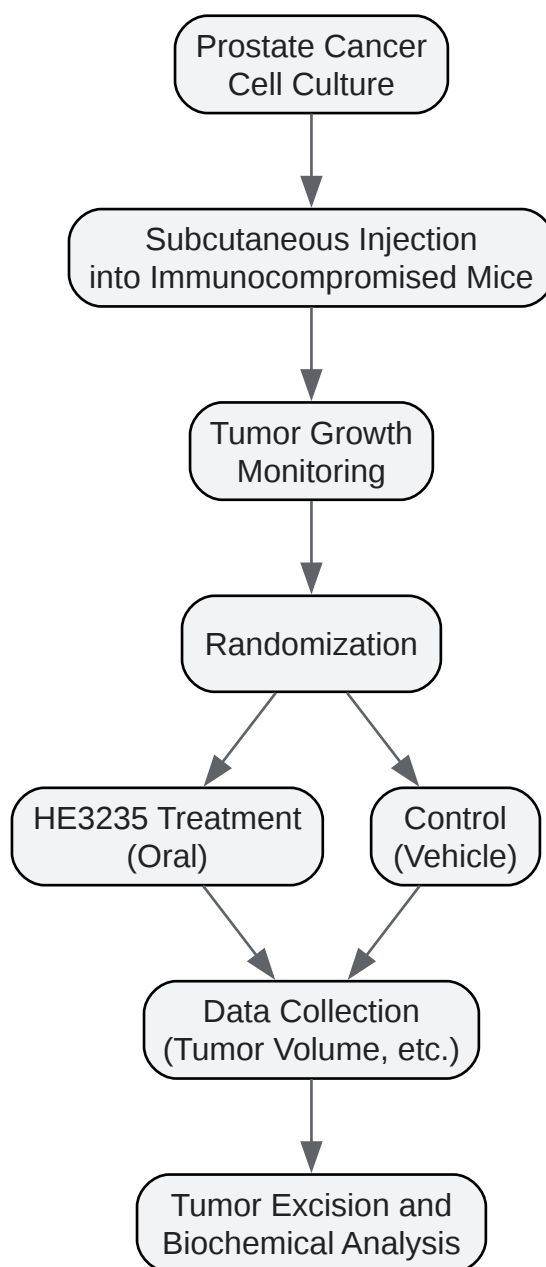 Prostate Cancer
Cell Culture
Subcutaneous Injection
into Immunocompromised Mice
Tumor Growth
Monitoring
Randomization
HE3235 Treatment
(Oral)
Control
(Vehicle)
Data Collection
(Tumor Volume, etc.)
Tumor Excision and
Biochemical Analysis